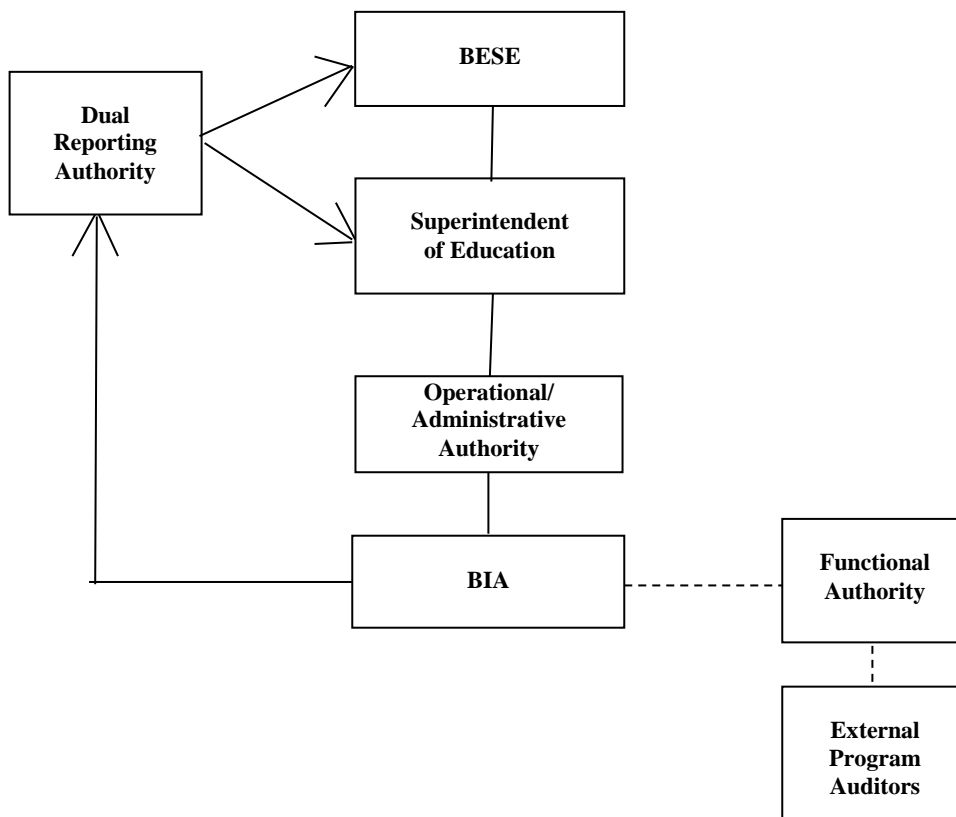 BESE
Dual
Reporting
Authority
Superintendent
of Education
Operational/
Administrative
Authority
BIA
Functional
Authority
External
Program
Auditors